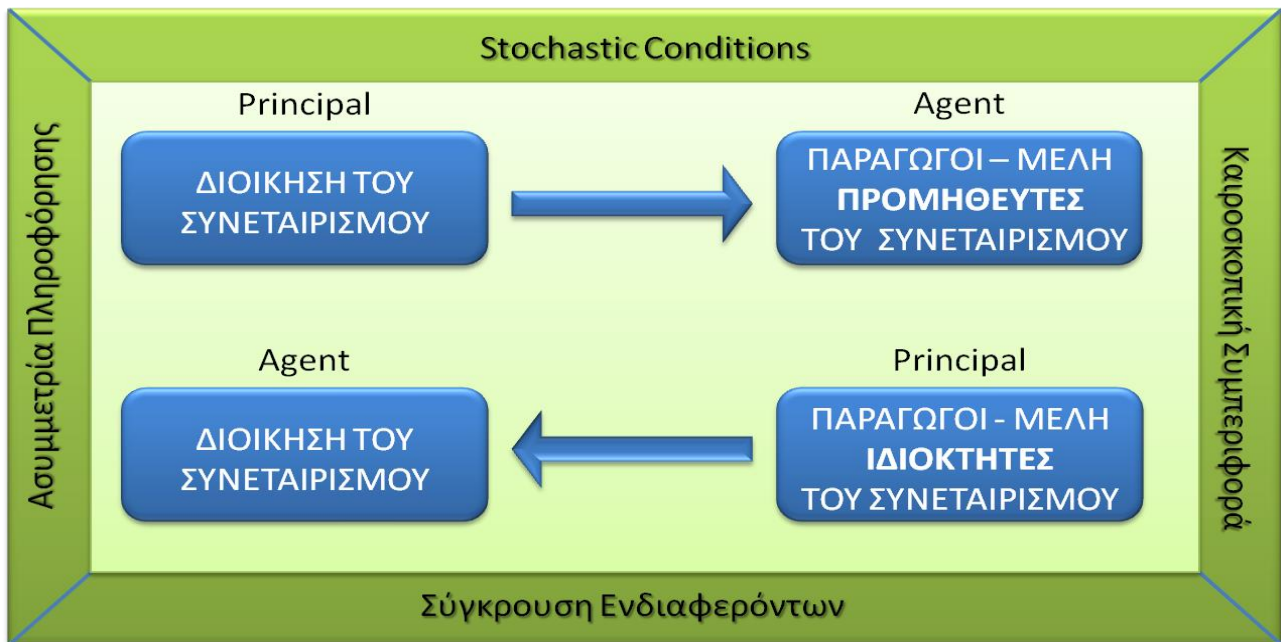 Stochastic Conditions
Ασυμμετρία Πληροφόρησης
Principal
ΔΙΟΙΚΗΣΗ ΤΟΥ
ΣΥΝΕΤΑΙΡΙΣΜΟΥ
Agent
ΠΑΡΑΓΩΓΟΙ – ΜΕΛΗ
ΠΡΟΜΗΘΕΥΤΕΣ
ΤΟΥ ΣΥΝΕΤΑΙΡΙΣΜΟΥ
Agent
ΔΙΟΙΚΗΣΗ ΤΟΥ
ΣΥΝΕΤΑΙΡΙΣΜΟΥ
Principal
ΠΑΡΑΓΩΓΟΙ - ΜΕΛΗ
ΙΔΙΟΚΤΗΤΕΣ
ΤΟΥ ΣΥΝΕΤΑΙΡΙΣΜΟΥ
Καιροσκοπική Συμπεριφορά
Σύγκρουση Ενδιαφερόντων